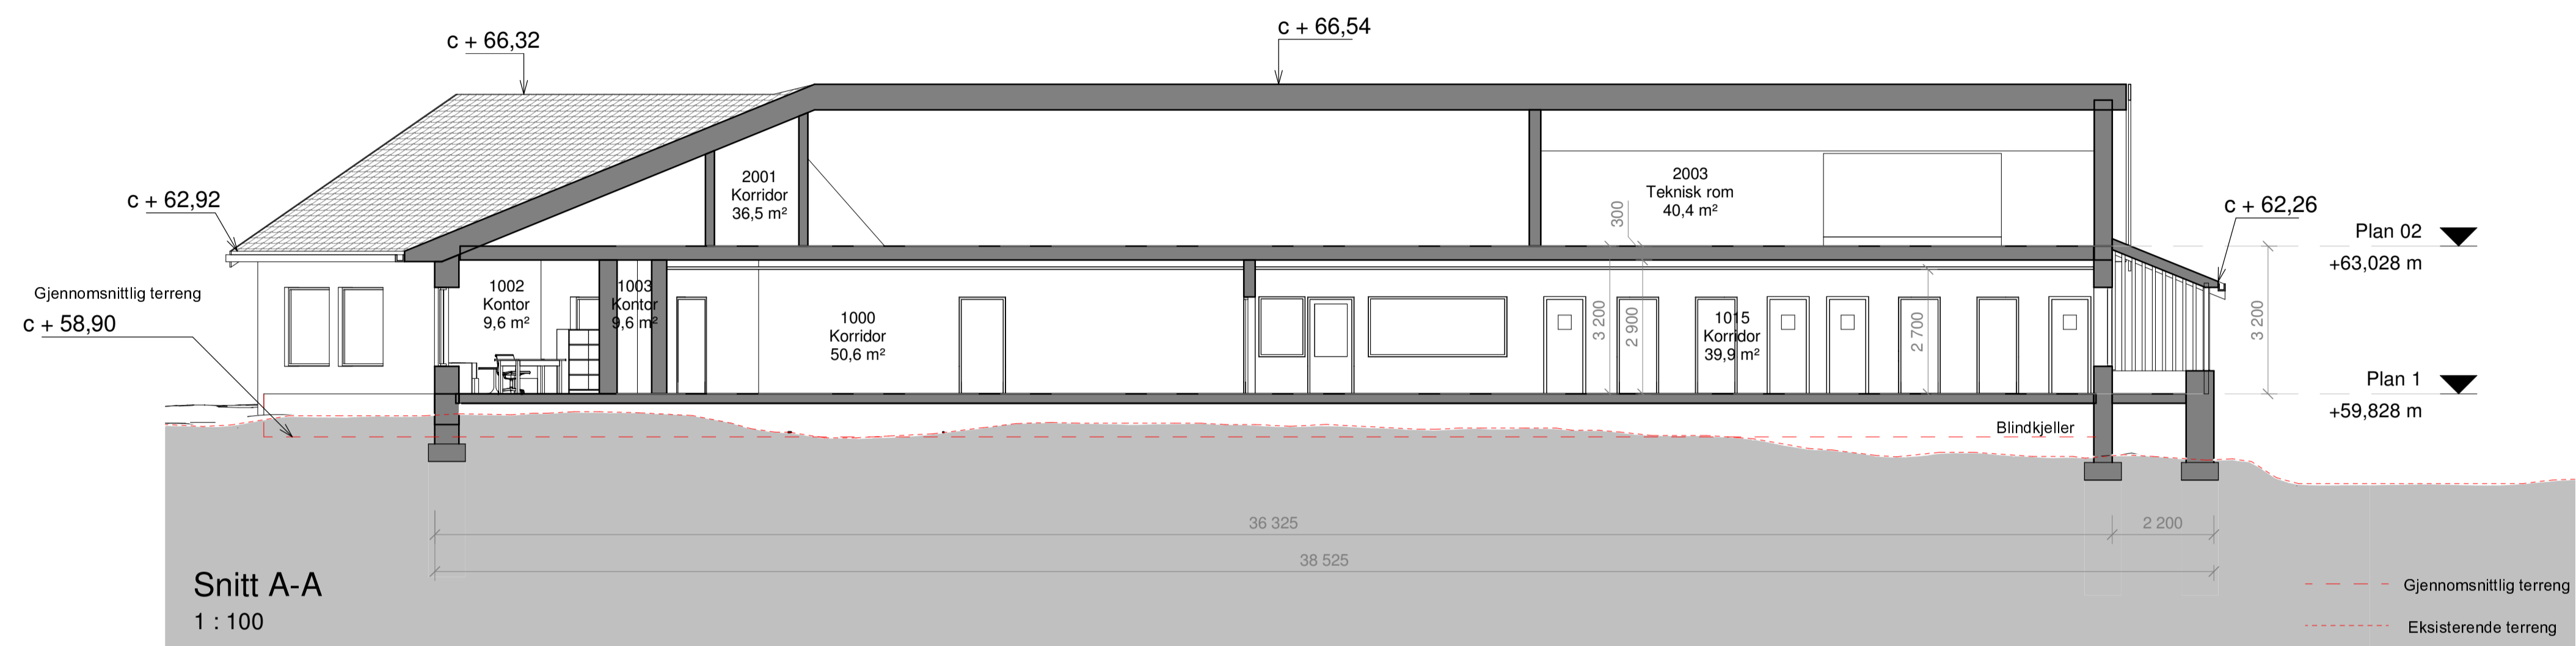 c + 66,32
c + 66,54
c + 62,92
Gjennomsnittlig terreng
c + 58,90
2001
Korridor
36,5 m²
2003
Teknisk rom
40,4 m²
300
c + 62,26
Plan 02
+63,028 m
1002
Kontor
9,6 m²
1003
Kontor
9,6 m²
1000
Korridor
50,6 m²
3 200
2 900
1015
Korridor
39,9 m²
2 700
3 200
Plan 1
+59,828 m
Blindkjeller
36 325
2 200
38 525
Snitt A-A
1 : 100
Gjennomsnittlig terreng
Eksisterende terreng